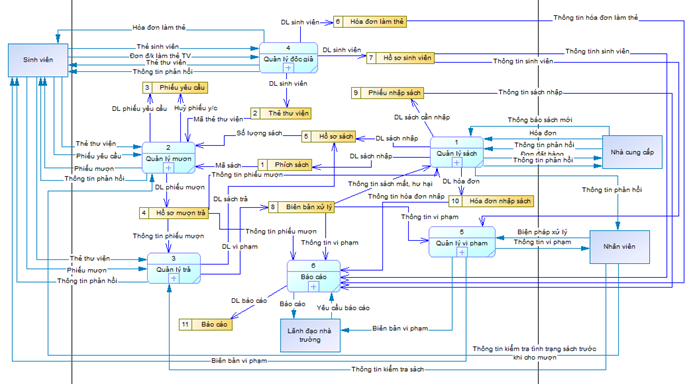 Hóa đơn làm thẻ
DL sinh viên
6 Hóa đơn làm thẻ
Thông tin hóa đơn làm thẻ
Sinh viên
Thẻ sinh viên
Đơn đ/k làm thẻ TV
Thẻ thư viện
Thông tin phản hồi
4
Quản lý độc giả
DL sinh viên
7 Hồ sơ sinh viên
Thông tinh sinh viên
Thông tin sinh viên
DL sinh viên
3 Phiếu yêu cầu
9 Phiếu nhập sách
Thông tin sách nhập
DL phiếu yêu cầu
Huỷ phiếu y/c
2 Thẻ thư viện
Mã thẻ thư viện
DL sách cần nhập
Thông báo sách mới
Số lượng sách
5 Hồ sơ sách
DL sách nhập
Hóa đơn
Thẻ thư viện
Phiếu yêu cầu
Phiếu mượn
Thông tin phản hồi
2
Quản lý mượn
1
Quản lý sách
Thông tin phản hồi
Đơn đặt hàng
Thông tin phản hồi
Nhà cung cấp
Mã sách
1 Phích sách
DL sách nhập
Thông tin phiếu mượn
DL phiếu mượn
DL sách trả
Thông tin sách mất, hư hại
DL hóa đơn
Thông tin phản hồi
Thông tin hóa đơn nhập
10 Hóa đơn nhập sách
4 Hồ sơ mượn trả
8 Biên bản xử lý
Thông tin vi phạm
Thông tin phiếu mượn
DL vi phạm
Thông tin phiếu mượn
Thông tin vi phạm
5
Quản lý vi phạm
Biện pháp xử lý
Thông tin vi phạm
Nhân viên
Thẻ thư viện
Phiếu mượn
Thông tin phản hồi
3
Quản lý trả
6
Báo cáo
DL báo cáo
Báo cáo
Yêu cầu báo cáo
11 Báo cáo
Lãnh đạo nhà
trường
Biên bản vi phạm
Thông tin kiểm tra tình trạng sách trước
khi cho mượn
Biên bản vi phạm
Thông tin kiểm tra sách